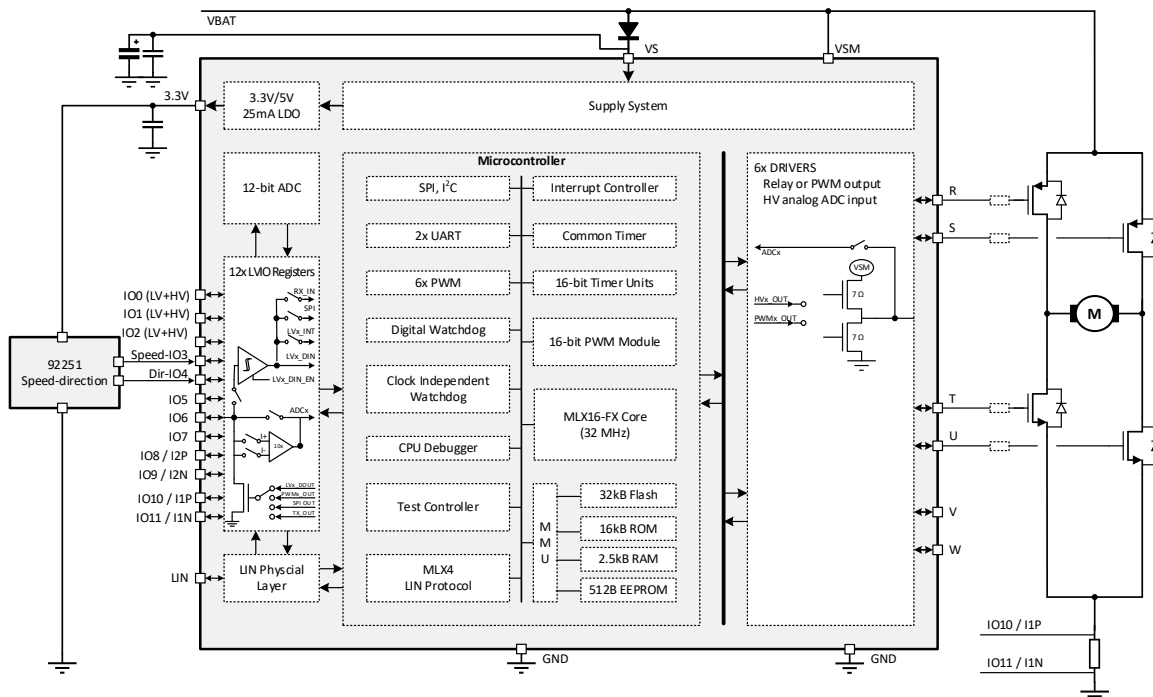 VBAT
VS
VSM
3.3V
3.3V/5V
25mA LDO
Supply System
12-bit ADC
Microcontroller
SPI, I²C
Interrupt Controller
2x UART
Common Timer
6x PWM
16-bit Timer Units
Digital Watchdog
16-bit PWM Module
Clock Independent
Watchdog
MLX16-FX Core
(32 MHz)
CPU Debugger
Test Controller
MMU
32kB Flash
16kB ROM
2.5kB RAM
512B EEPROM
MLX4
LIN Protocol
6x DRIVERS
Relay or PWM output
HV analog ADC input
ADCx
VSM
HVx_OUT
7 Ω
PWMx_OUT
7 Ω
12x LMO Registers
RX_IN
SPI
LVx_INT
LVx_DIN
LVx_DIN_EN
ADCx
I+
I-
10x
LVx_DOUT
PWMx_OUT
SPI OUT
TX_OUT
LIN Physcial
Layer
IO0 (LV+HV)
IO1 (LV+HV)
IO2 (LV+HV)
Speed-IO3
Dir-IO4
IO5
IO6
IO7
IO8 / I2P
IO9 / I2N
IO10 / I1P
IO11 / I1N
LIN
92251
Speed-direction
R
S
T
U
V
W
M
GND
GND
IO10 / I1P
IO11 / I1N